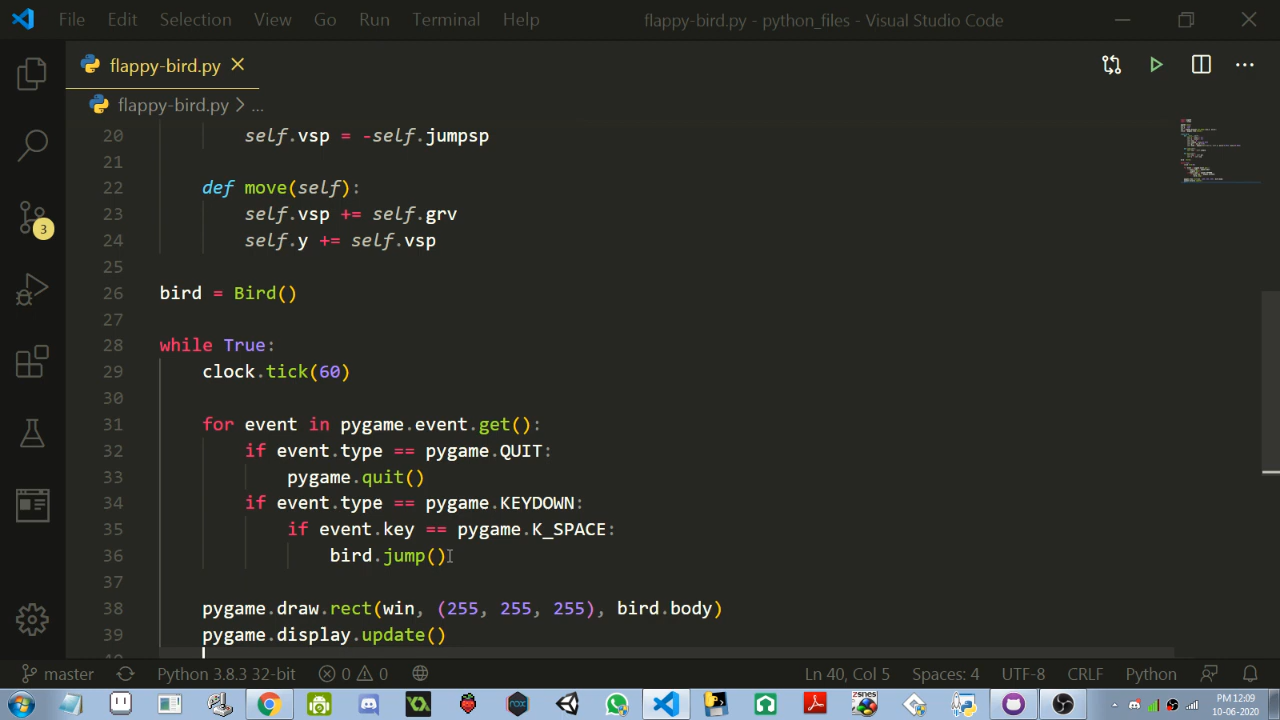 File Edit Selection View Go Run Terminal Help flappy-bird.py - python_files - Visual Studio Code
flappy-bird.py
flappy-bird.py > ...
20 self.vsp = -self.jumpsp
21
22 def move(self):
23 self.vsp += self.grv
24 self.y += self.vsp
25
26 bird = Bird()
27
28 while True:
29 clock.tick(60)
30
31 for event in pygame.event.get():
32 if event.type == pygame.QUIT:
33 pygame.quit()
34 if event.type == pygame.KEYDOWN:
35 if event.key == pygame.K_SPACE:
36 bird.jump()
37
38 pygame.draw.rect(win, (255, 255, 255), bird.body)
39 pygame.display.update()
3
master Python 3.8.3 32-bit 0 0 Ln 40, Col 5 Spaces: 4 UTF-8 CRLF Python
PM 12:09
10-06-2020